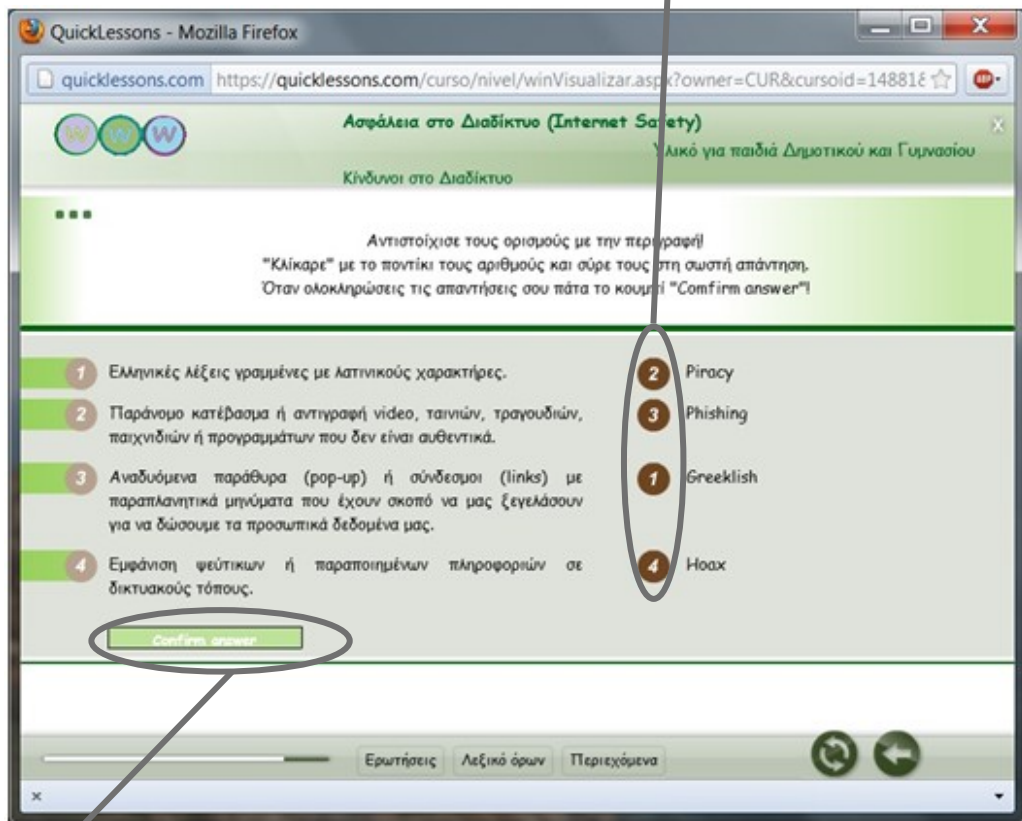 QuickLessons - Mozilla Firefox
quicklessons.com https://quicklessons.com/curso/nivel/winVisualizar.aspx?owner=CUR&cursoid=148818
ABP
WWW
Ασφάλεια στο Διαδίκτυο (Internet Safety)
x
Υλικό για παιδιά Δημοτικού και Γυμνασίου
Κίνδυνοι στο Διαδίκτυο
Αντιστοίχισε τους ορισμούς με την περιγραφή!
"Κλίκαρε" με το ποντίκι τους αριθμούς και σύρε τους στη σωστή απάντηση.
Όταν ολοκληρώσεις τις απαντήσεις σου πάτα το κουμπί "Comfirm answer"!
1 Ελληνικές λέξεις γραμμένες με λατινικούς χαρακτήρες.
2 Piracy
2 Παράνομο κατέβασμα ή αντιγραφή video, ταινιών, τραγουδιών,
παιχνιδιών ή προγραμμάτων που δεν είναι αυθεντικά.
3 Phishing
3 Αναδυόμενα παράθυρα (pop-up) ή σύνδεσμοι (links) με
παραπλανητικά μηνύματα που έχουν σκοπό να μας ξεγελάσουν
για να δώσουμε τα προσωπικά δεδομένα μας.
1 Greeklish
4 Εμφάνιση ψεύτικων ή παραποιημένων πληροφοριών σε
δικτυακούς τόπους.
4 Hoax
Confirm answer
Ερωτήσεις Λεξικό όρων Περιεχόμενα